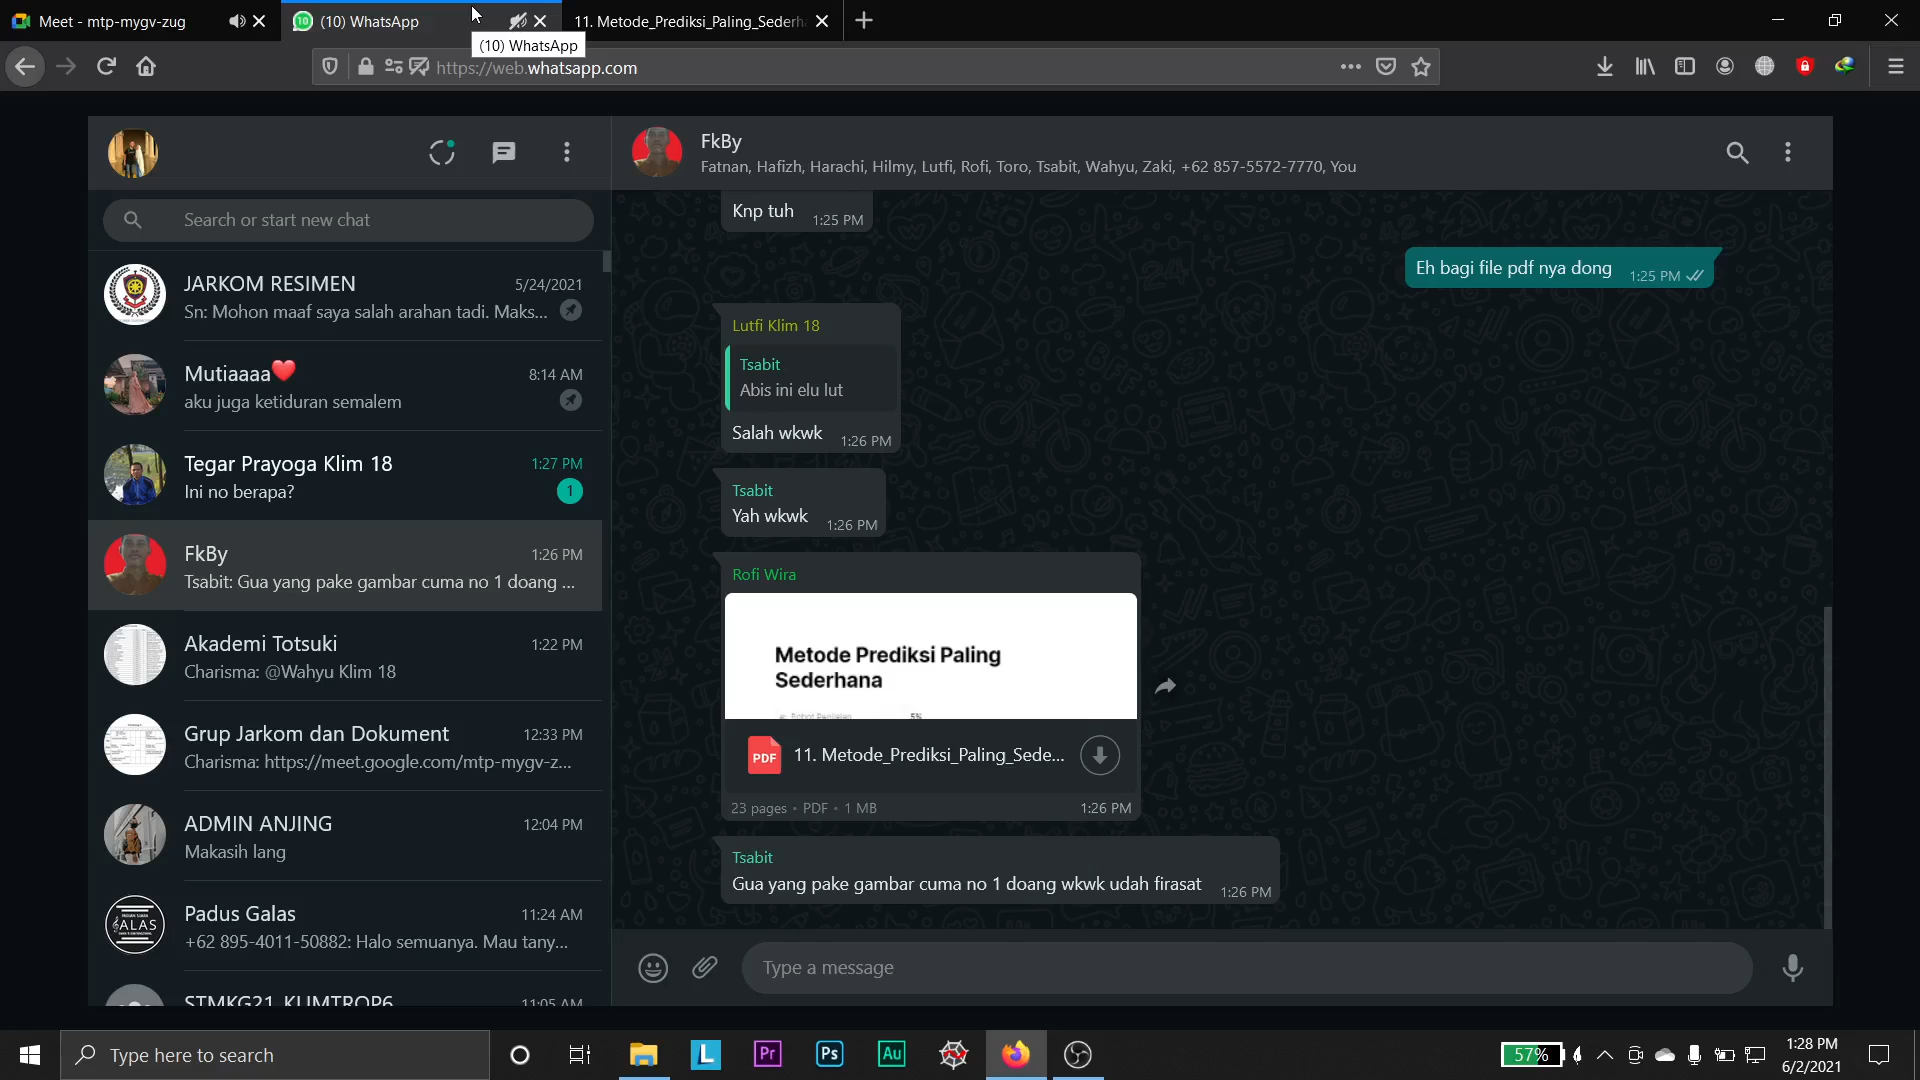 Meet - mtp-mygv-zug
(10) WhatsApp
11. Metode_Prediksi_Paling_Sederh
(10) WhatsApp
https://web.whatsapp.com
FkBy
Fatnan, Hafizh, Harachi, Hilmy, Lutfi, Rofi, Toro, Tsabit, Wahyu, Zaki, +62 857-5572-7770, You
Search or start new chat
JARKOM RESIMEN
5/24/2021
Sn: Mohon maaf saya salah arahan tadi. Maks...
Mutiaaaa❤️
8:14 AM
aku juga ketiduran semalem
Tegar Prayoga Klim 18
1:27 PM
Ini no berapa?
1
FkBy
1:26 PM
Tsabit: Gua yang pake gambar cuma no 1 doang ...
Akademi Totsuki
1:22 PM
Charisma: @Wahyu Klim 18
Grup Jarkom dan Dokument
12:33 PM
Charisma: https://meet.google.com/mtp-mygv-z...
ADMIN ANJING
12:04 PM
Makasih lang
Padus Galas
11:24 AM
+62 895-4011-50882: Halo semuanya. Mau tany...
STMKG21_KLIMTROP6
11:05 AM
Knp tuh
1:25 PM
Eh bagi file pdf nya dong
1:25 PM
Lutfi Klim 18
Tsabit
Abis ini elu lut
Salah wkwk
1:26 PM
Tsabit
Yah wkwk
1:26 PM
Rofi Wira
Metode Prediksi Paling
Sederhana
5%
PDF
11. Metode_Prediksi_Paling_Sede...
23 pages • PDF • 1 MB
1:26 PM
Tsabit
Gua yang pake gambar cuma no 1 doang wkwk udah firasat
1:26 PM
Type a message
Type here to search
L
Pr
Ps
Au
57%
1:28 PM
6/2/2021